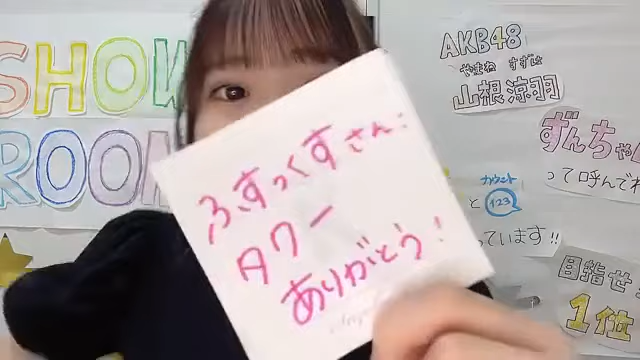 SHOW
ROOM
AKB48
やまね すずは
山根涼羽
ずんちゃん
って呼んでね
カウント
と 123
っています!!
目指せ
1位
ふすっくすさん:
タワー
ありがとう!